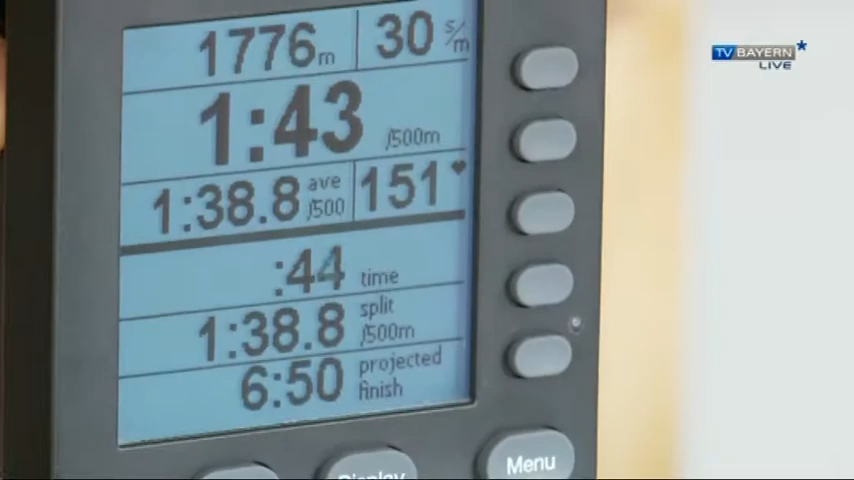 1776m 30 s/m
1:43 /500m
1:38.8 ave /500 151
:44 time
1:38.8 split /500m
6:50 projected finish
Display Menu
TV BAYERN
LIVE